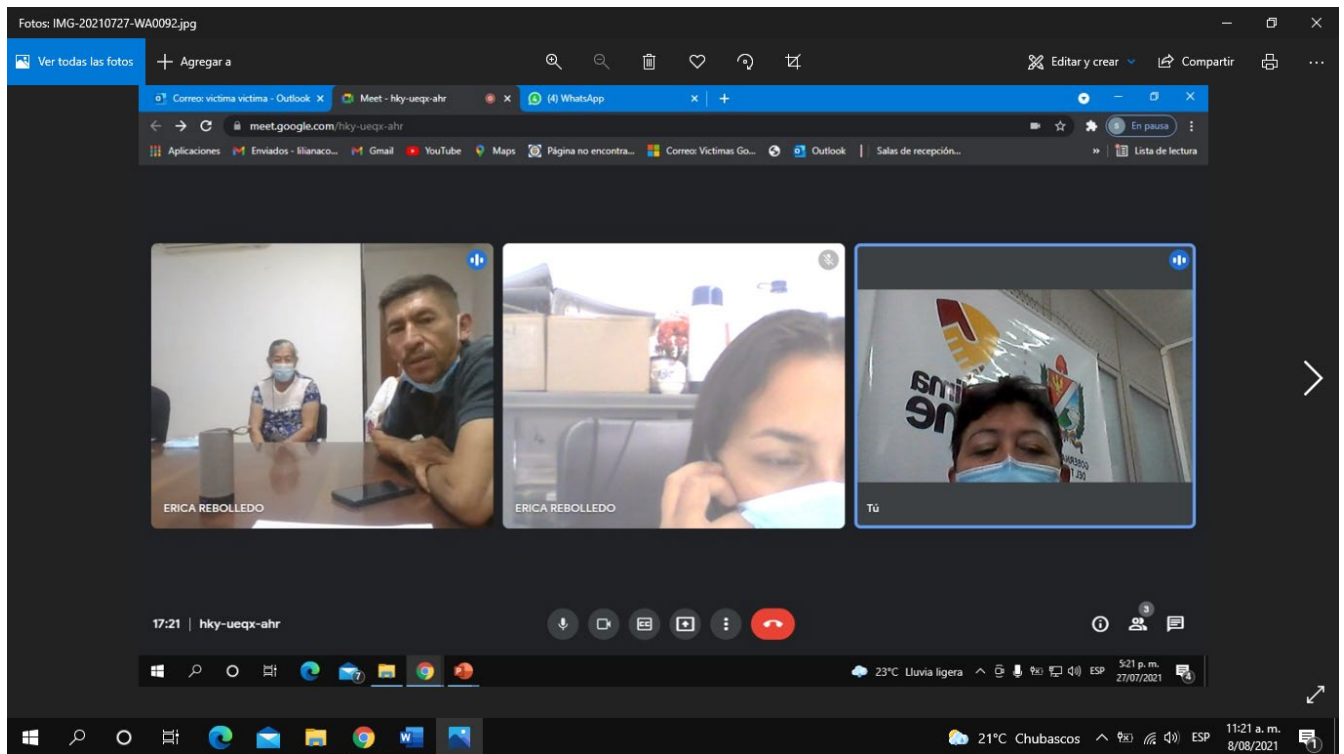 Fotos: IMG-20210727-WA0092.jpg
Ver todas las fotos
Agregar a
Editar y crear
Compartir
Correo: victima victima - Outlook
Meet - hky-ueqx-ahr
(4) WhatsApp
meet.google.com/hky-ueqx-ahr
En pausa
Aplicaciones
Enviados - lilianaco...
Gmail
YouTube
Maps
Página no encontra...
Correo: Victimas Go...
Outlook
Salas de recepción...
»
Lista de lectura
ERICA REBOLLEDO
ERICA REBOLLEDO
Tú
17:21 | hky-ueqx-ahr
3
7
23°C Lluvia ligera
ESP
5:21 p. m.
27/07/2021
4
21°C Chubascos
ESP
11:21 a. m.
8/08/2021
1